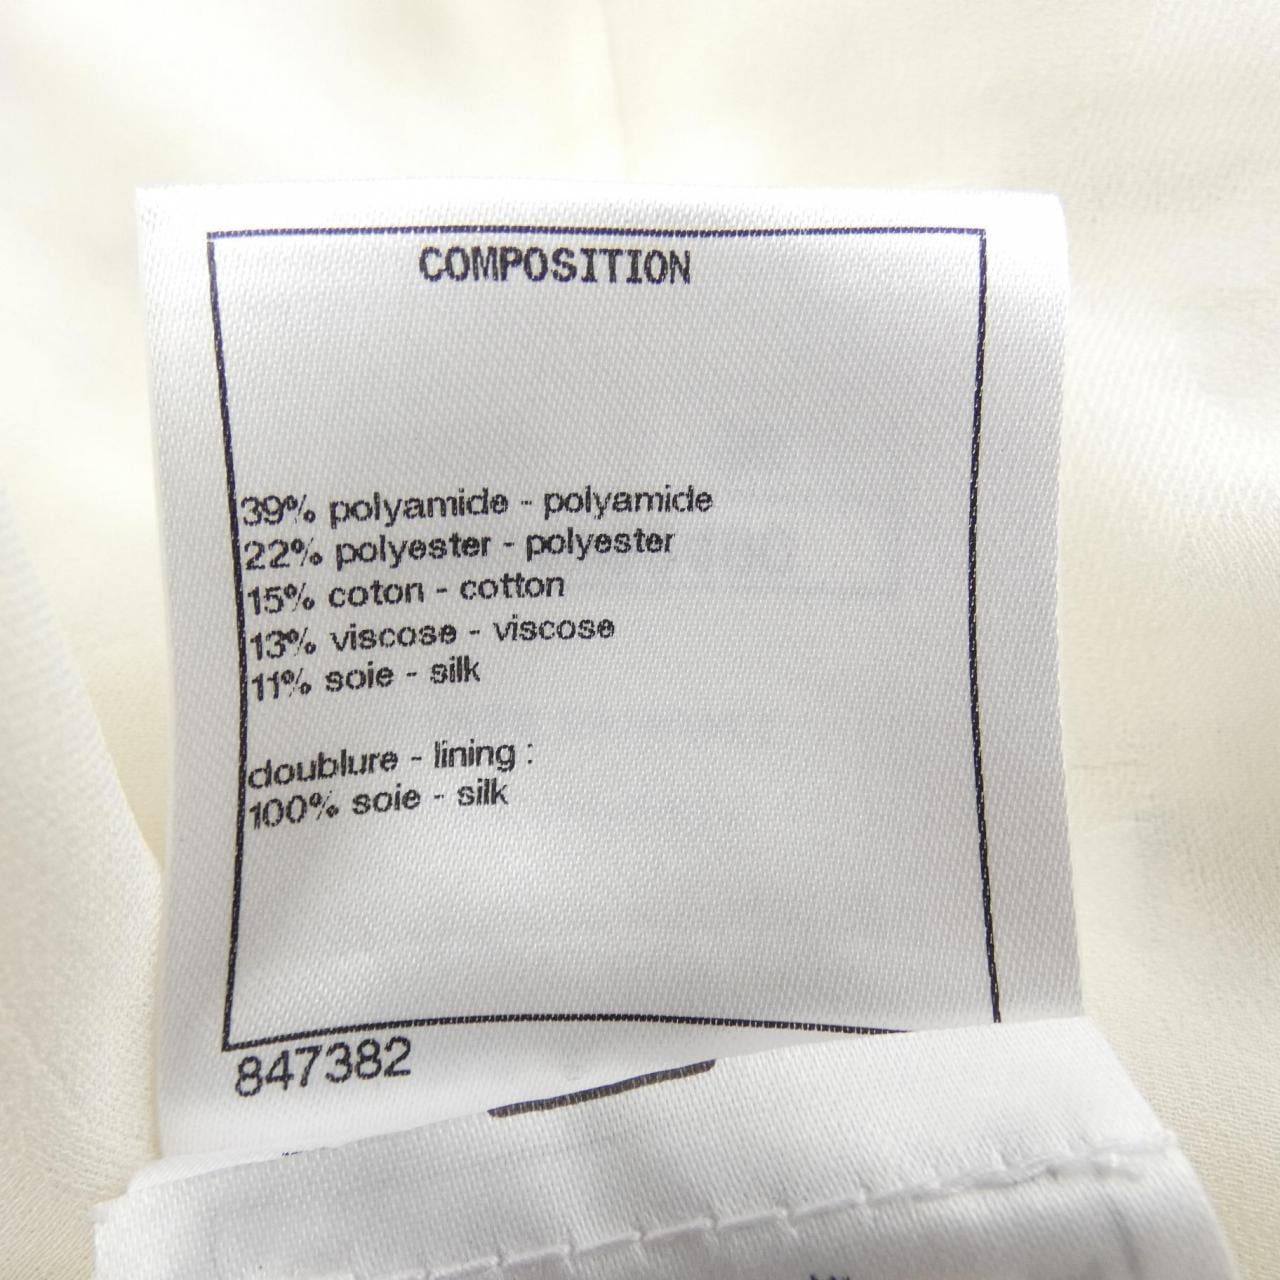 COMPOSITION
39% polyamide - polyamide
22% polyester - polyester
15% coton - cotton
13% viscose - viscose
11% soie - silk
doublure - lining :
100% soie - silk
847382